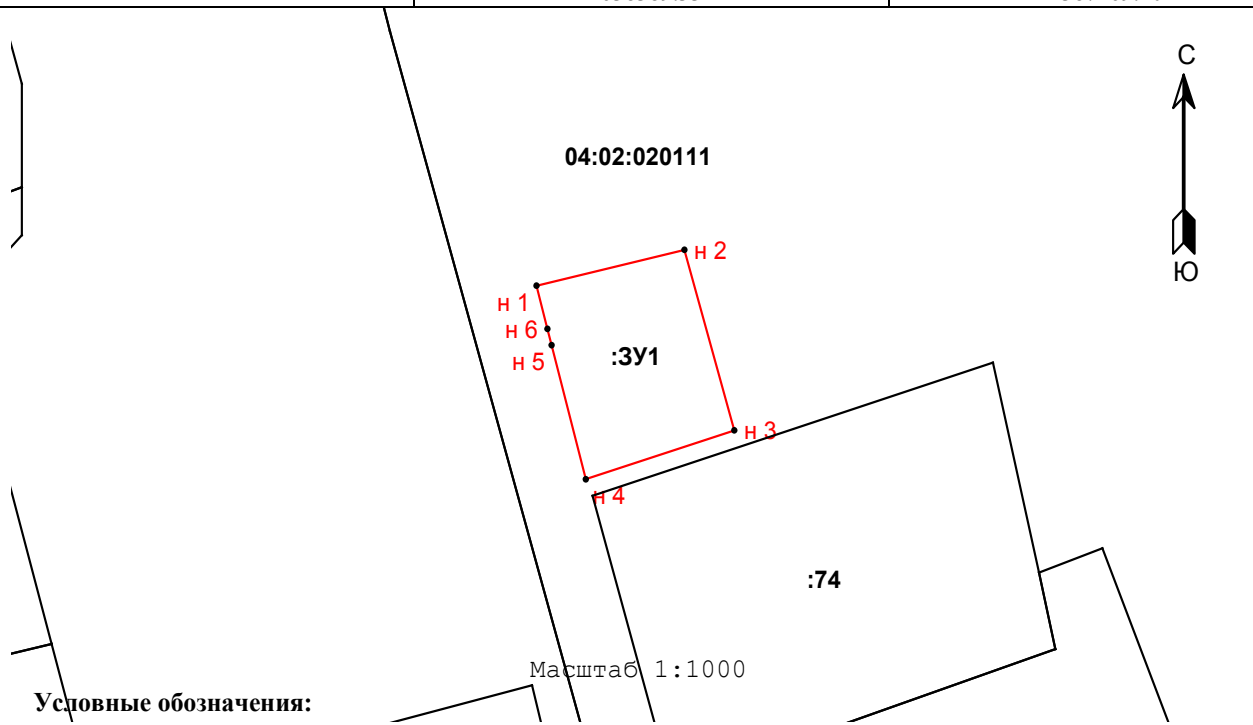 С
04:02:020111
н 2
Ю
н 1
н 6
:ЗУ1
н 5
н 3
н 4
:74
Масштаб 1:1000
Условные обозначения: